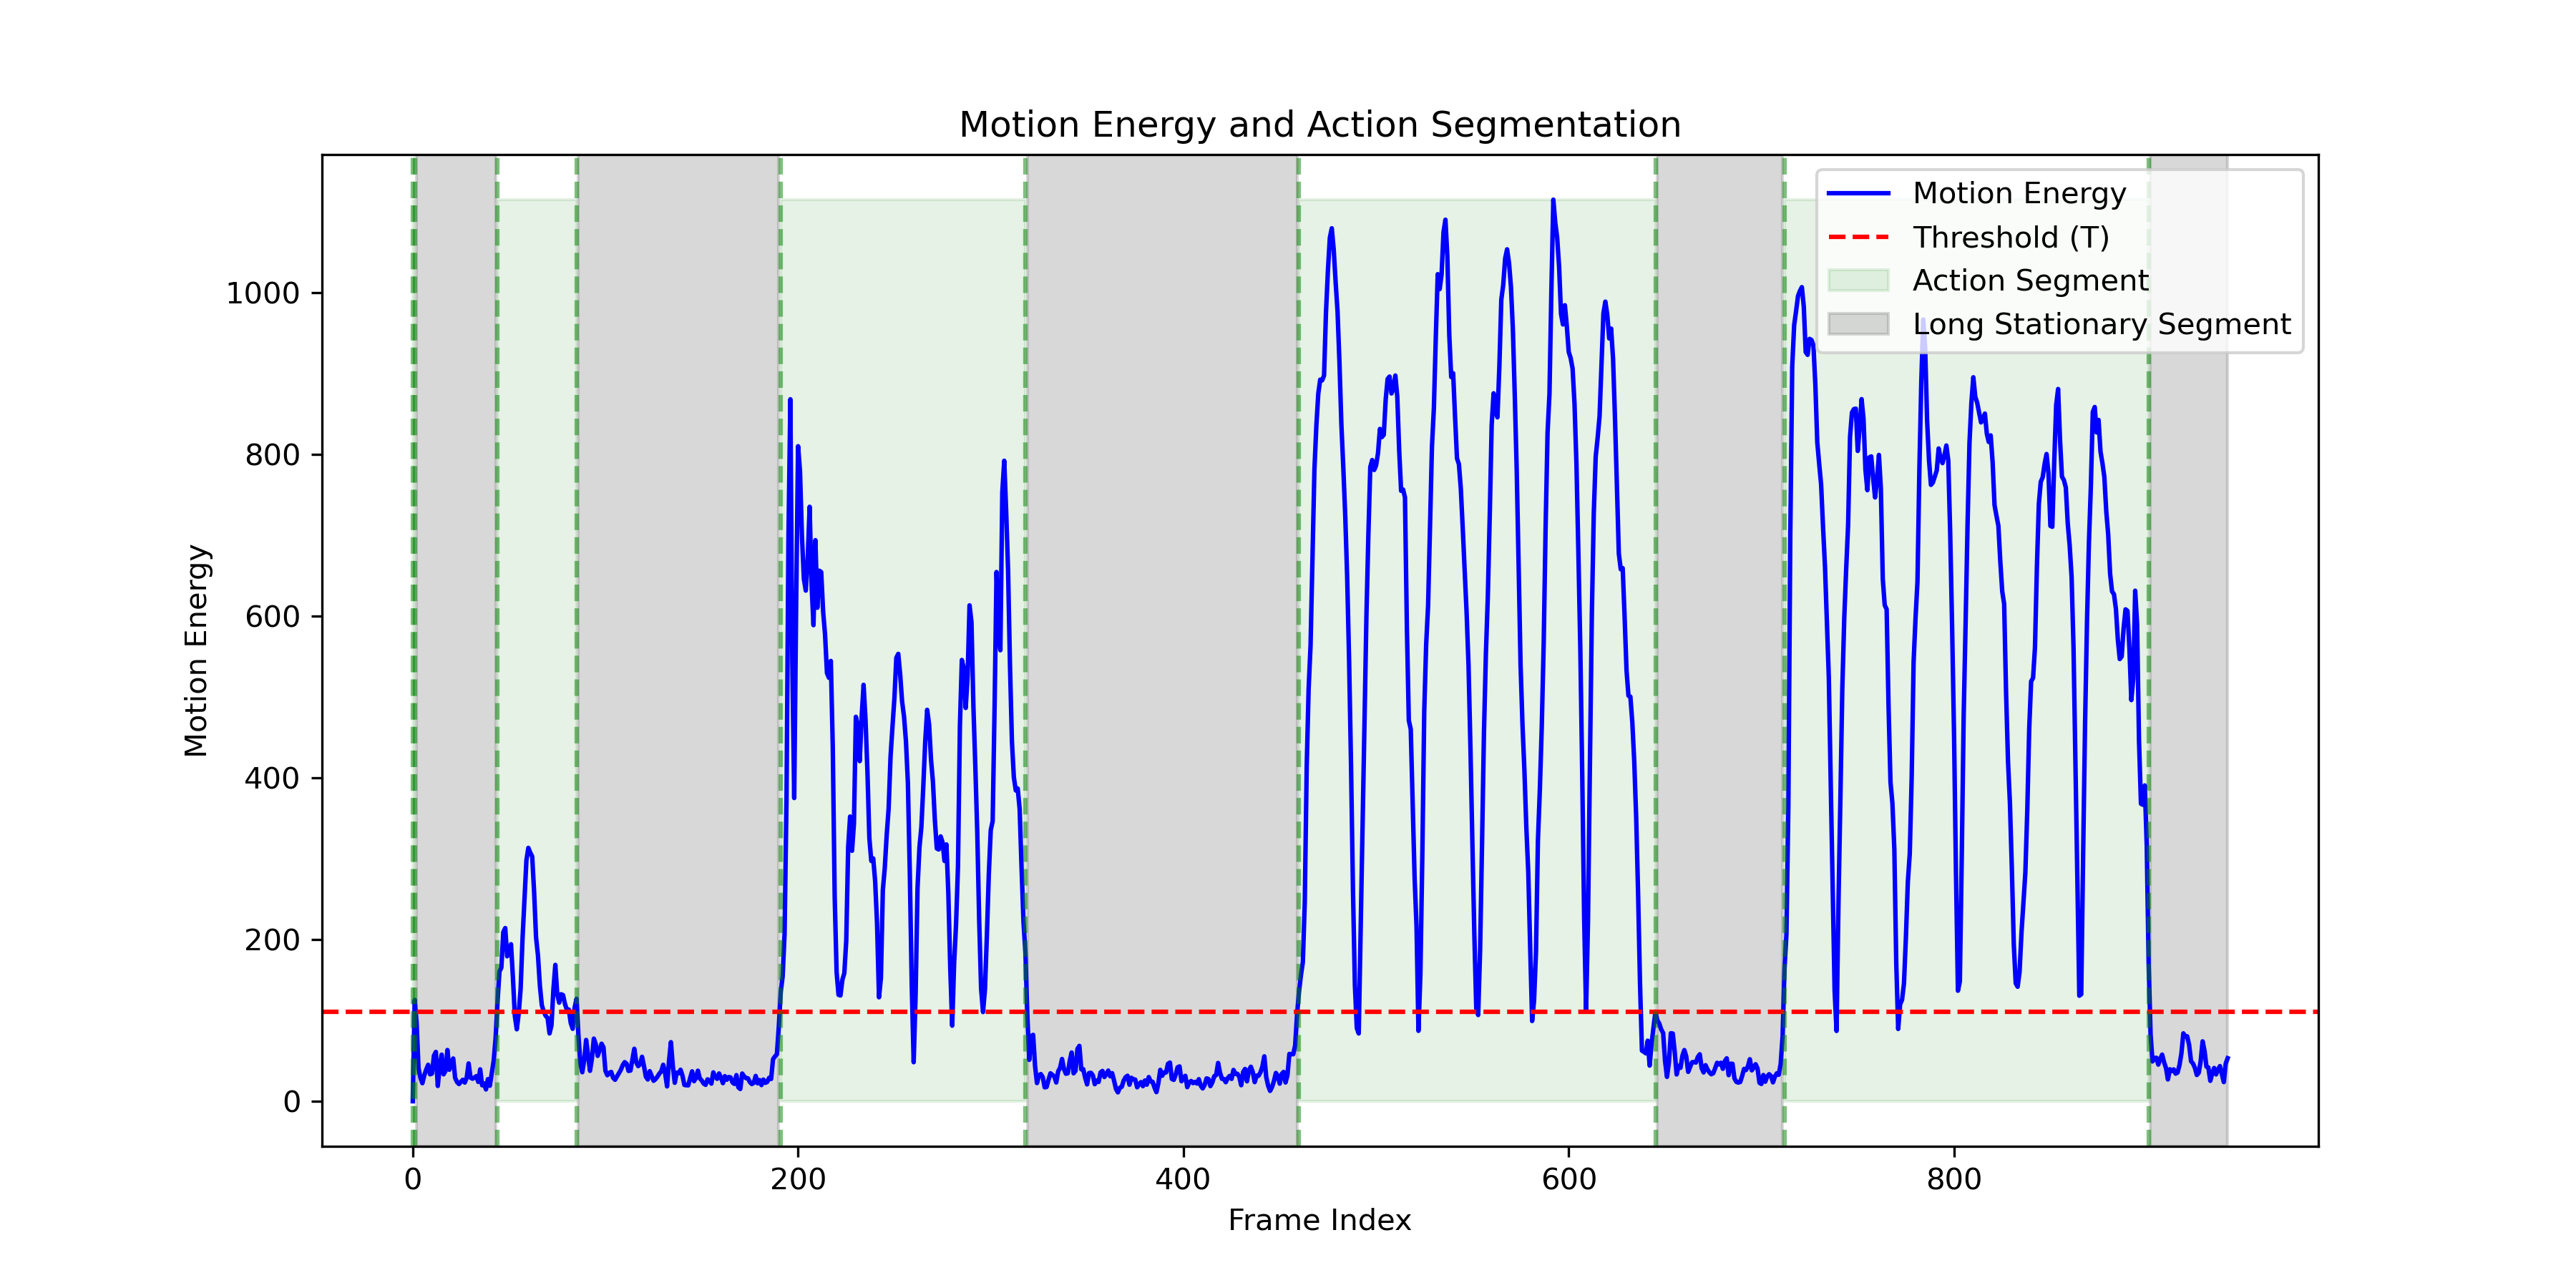 Motion Energy and Action Segmentation
Motion Energy
Threshold (T)
Action Segment
Long Stationary Segment
Motion Energy
1000
800
600
400
200
0
0 200 400 600 800
Frame Index